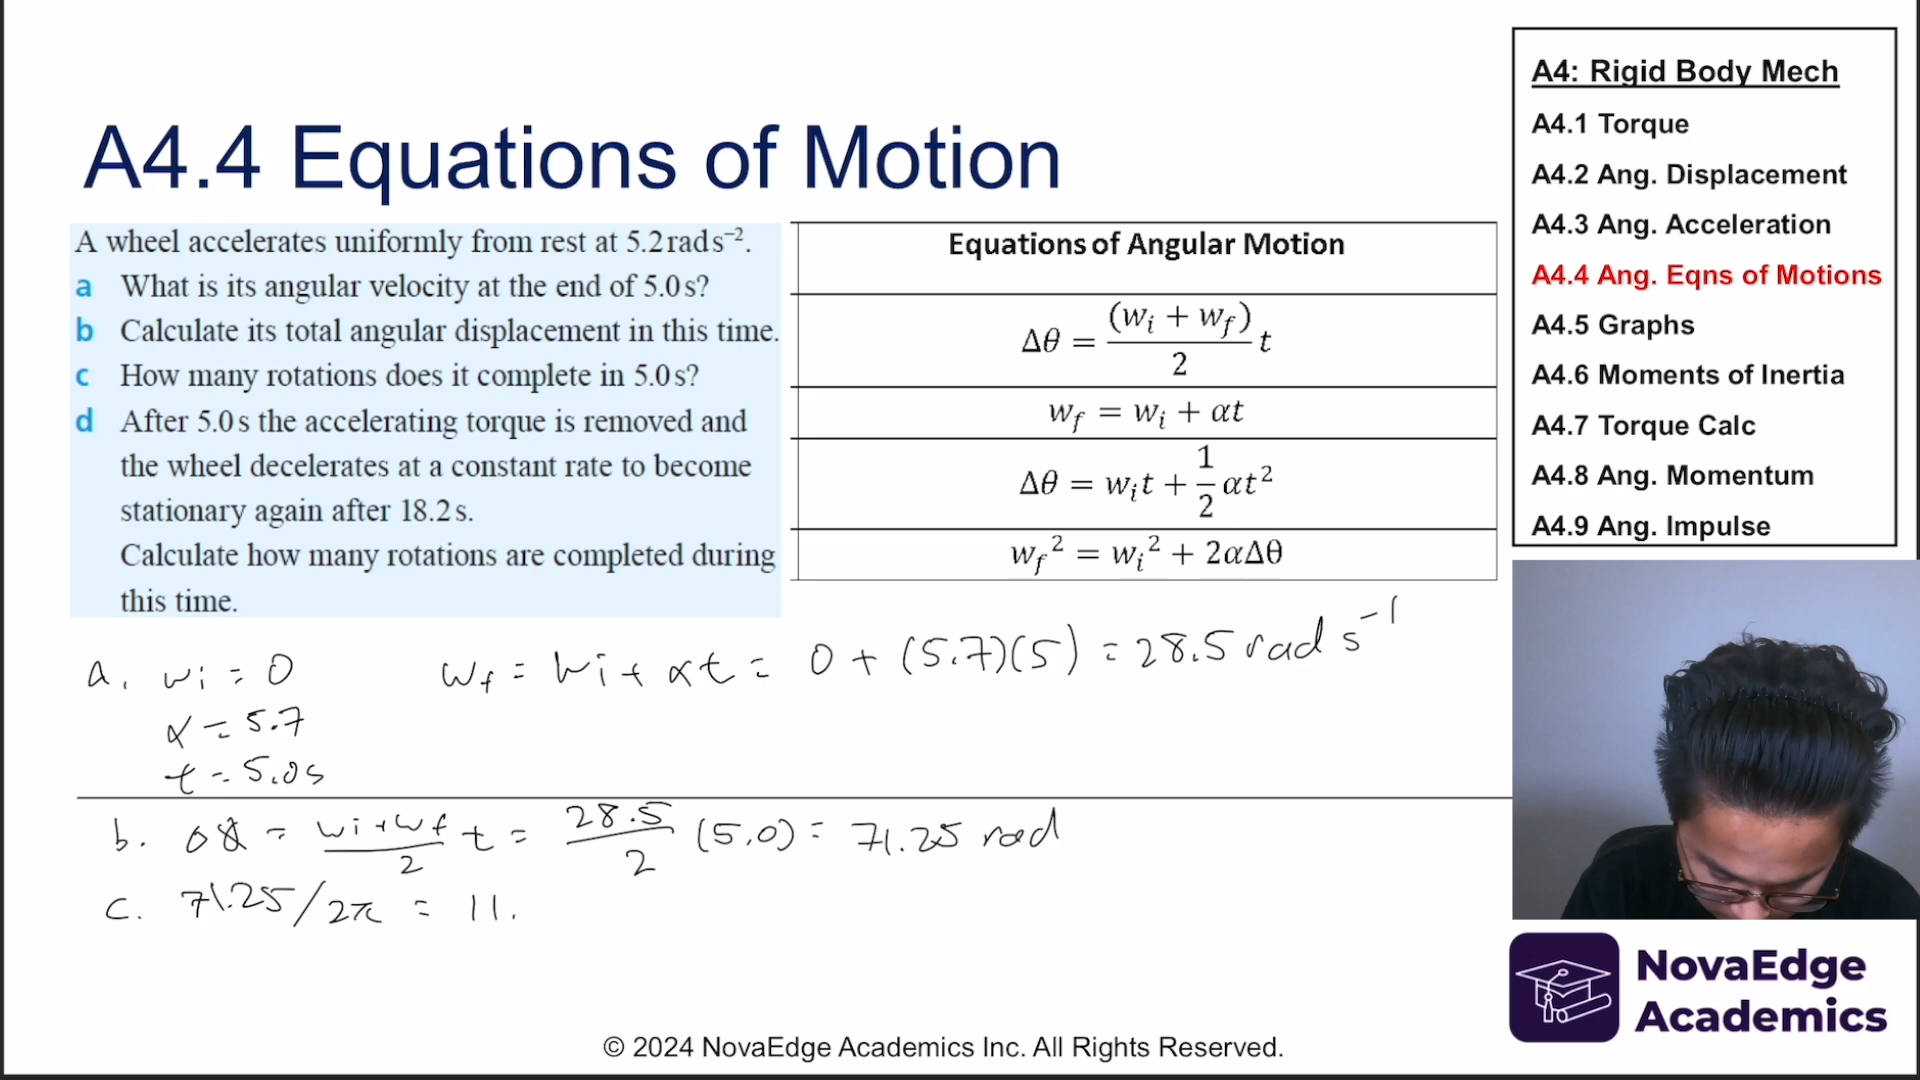 A4.4 Equations of Motion
A wheel accelerates uniformly from rest at 5.2 rad s⁻².
a What is its angular velocity at the end of 5.0 s?
b Calculate its total angular displacement in this time.
c How many rotations does it complete in 5.0 s?
d After 5.0 s the accelerating torque is removed and
the wheel decelerates at a constant rate to become
stationary again after 18.2 s.
Calculate how many rotations are completed during
this time.
Equations of Angular Motion
Δθ = (wᵢ + w_f)/2 t
w_f = wᵢ + αt
Δθ = wᵢt + 1/2 αt²
w_f² = wᵢ² + 2αΔθ
A4: Rigid Body Mech
A4.1 Torque
A4.2 Ang. Displacement
A4.3 Ang. Acceleration
A4.4 Ang. Eqns of Motions
A4.5 Graphs
A4.6 Moments of Inertia
A4.7 Torque Calc
A4.8 Ang. Momentum
A4.9 Ang. Impulse
a. wi = 0 w_f = wi + αt = 0 + (5.7)(5) = 28.5 rad s⁻¹
α = 5.7
t = 5.0s
b. Δθ = (wi + wf)/2 t = 28.5/2 (5.0) = 71.25 rad
c. 71.25/2π = 11.
NovaEdge
Academics
© 2024 NovaEdge Academics Inc. All Rights Reserved.